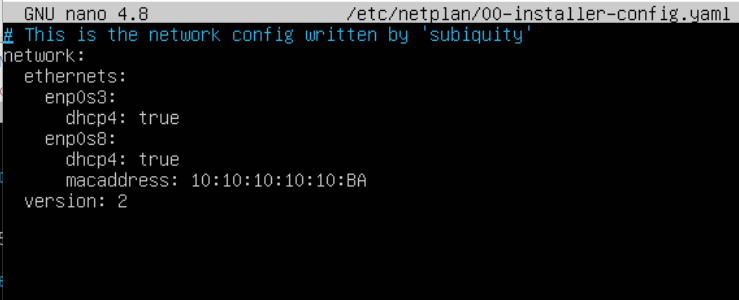 GNU nano 4.8 /etc/netplan/00-installer-config.yaml
# This is the network config written by 'subiquity'
network:
  ethernets:
    enp0s3:
      dhcp4: true
    enp0s8:
      dhcp4: true
      macaddress: 10:10:10:10:10:BA
  version: 2